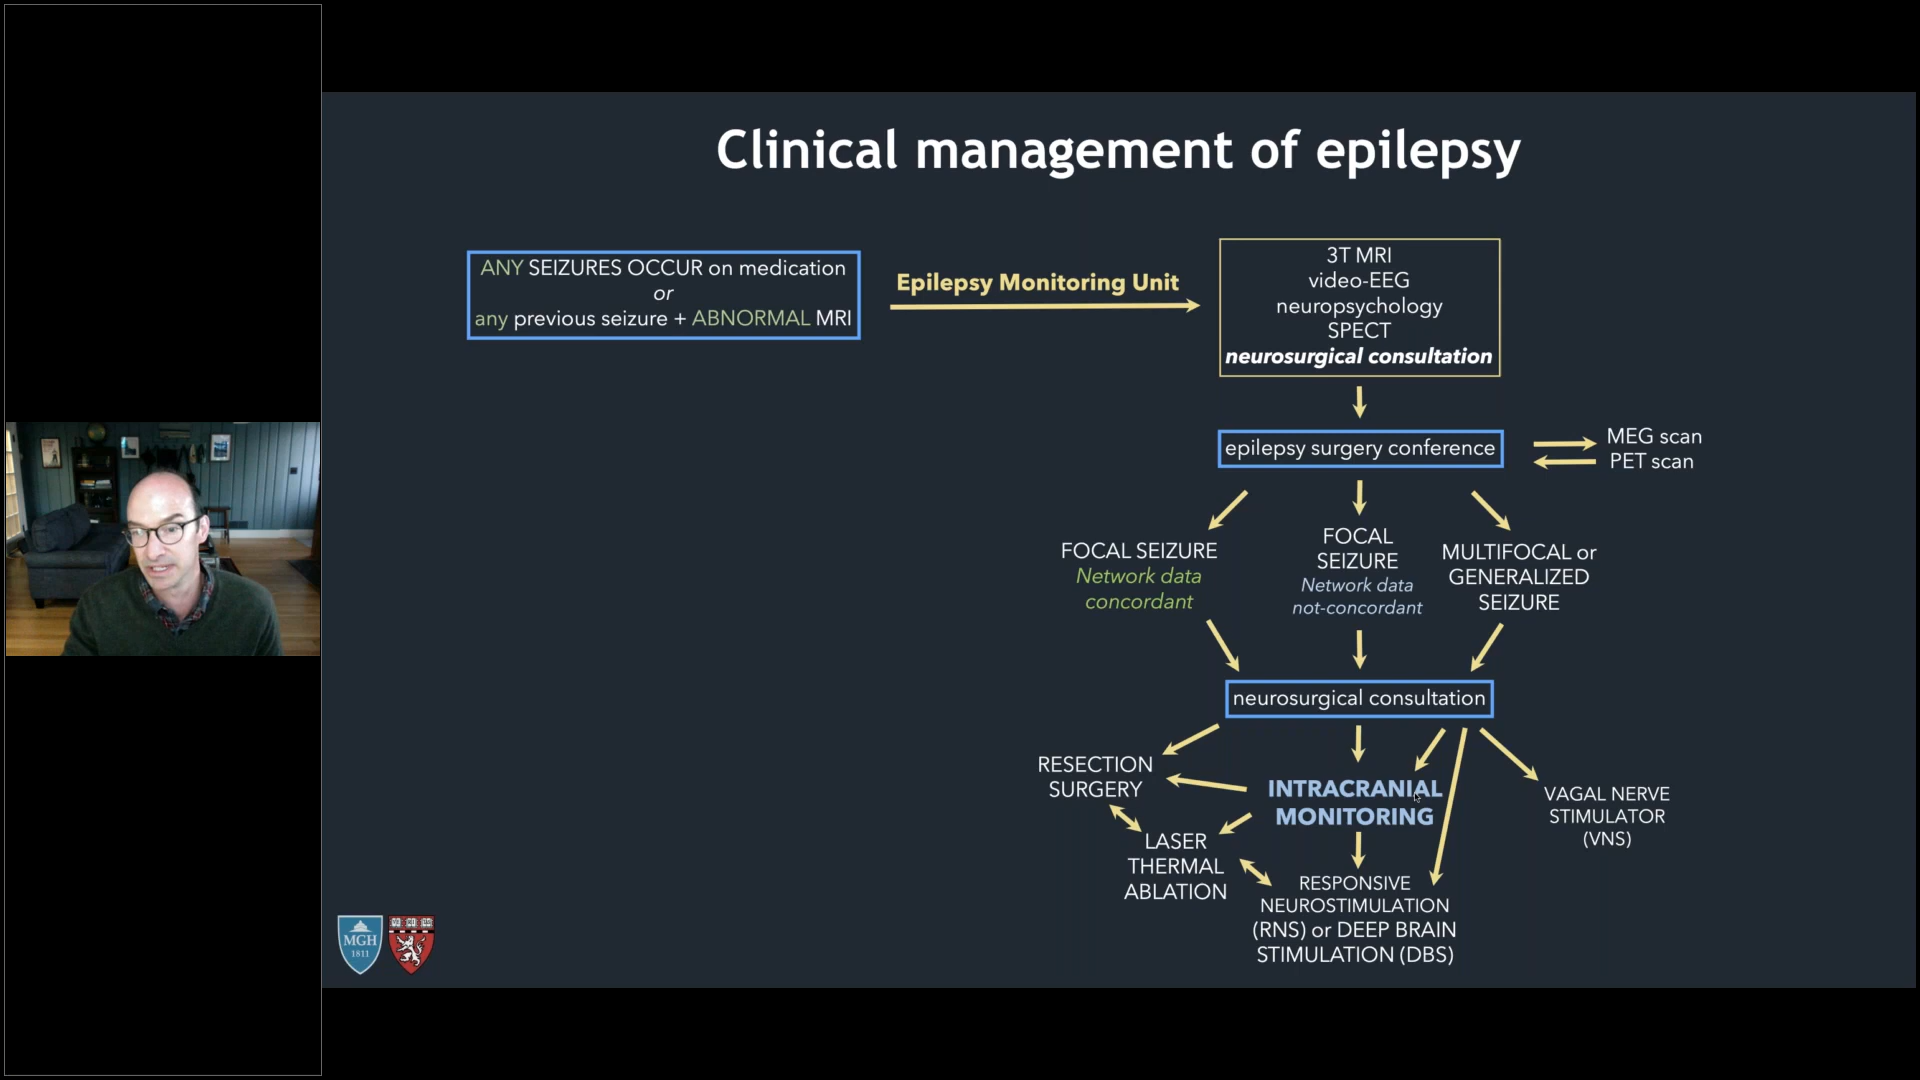 Clinical management of epilepsy
ANY SEIZURES OCCUR on medication
or
any previous seizure + ABNORMAL MRI
Epilepsy Monitoring Unit
3T MRI
video-EEG
neuropsychology
SPECT
neurosurgical consultation
epilepsy surgery conference
MEG scan
PET scan
FOCAL SEIZURE
Network data
concordant
FOCAL
SEIZURE
Network data
not-concordant
MULTIFOCAL or
GENERALIZED
SEIZURE
neurosurgical consultation
RESECTION
SURGERY
INTRACRANIAL
MONITORING
VAGAL NERVE
STIMULATOR
(VNS)
LASER
THERMAL
ABLATION
RESPONSIVE
NEUROSTIMULATION
(RNS) or DEEP BRAIN
STIMULATION (DBS)
MGH
1811